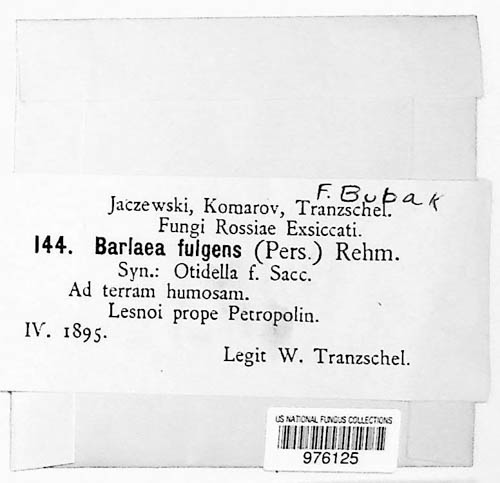 F. Bubak
Jaczewski, Komarov, Tranzschel.
Fungi Rossiae Exsiccati.
144. Barlaea fulgens (Pers.) Rehm.
Syn.: Otidella f. Sacc.
Ad terram humosam.
Lesnoi prope Petropolin.
IV. 1895.
Legit W. Tranzschel.
US NATIONAL FUNGUS COLLECTIONS
976125